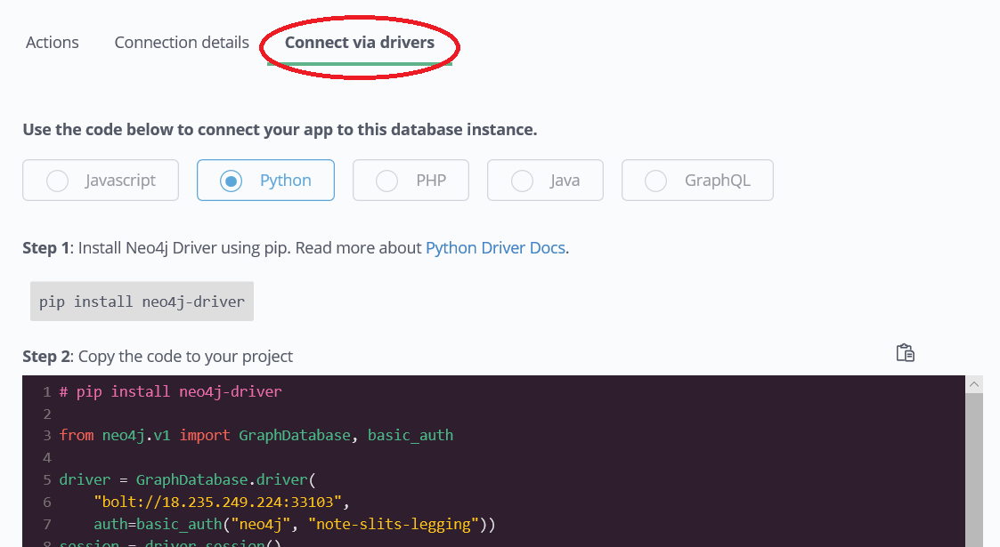 Actions Connection details Connect via drivers
Use the code below to connect your app to this database instance.
Javascript Python PHP Java GraphQL
Step 1: Install Neo4j Driver using pip. Read more about Python Driver Docs.
pip install neo4j-driver
Step 2: Copy the code to your project
1 # pip install neo4j-driver
2
3 from neo4j.v1 import GraphDatabase, basic_auth
4
5 driver = GraphDatabase.driver(
6     "bolt://18.235.249.224:33103",
7     auth=basic_auth("neo4j", "note-slits-legging"))
8 session = driver.session()